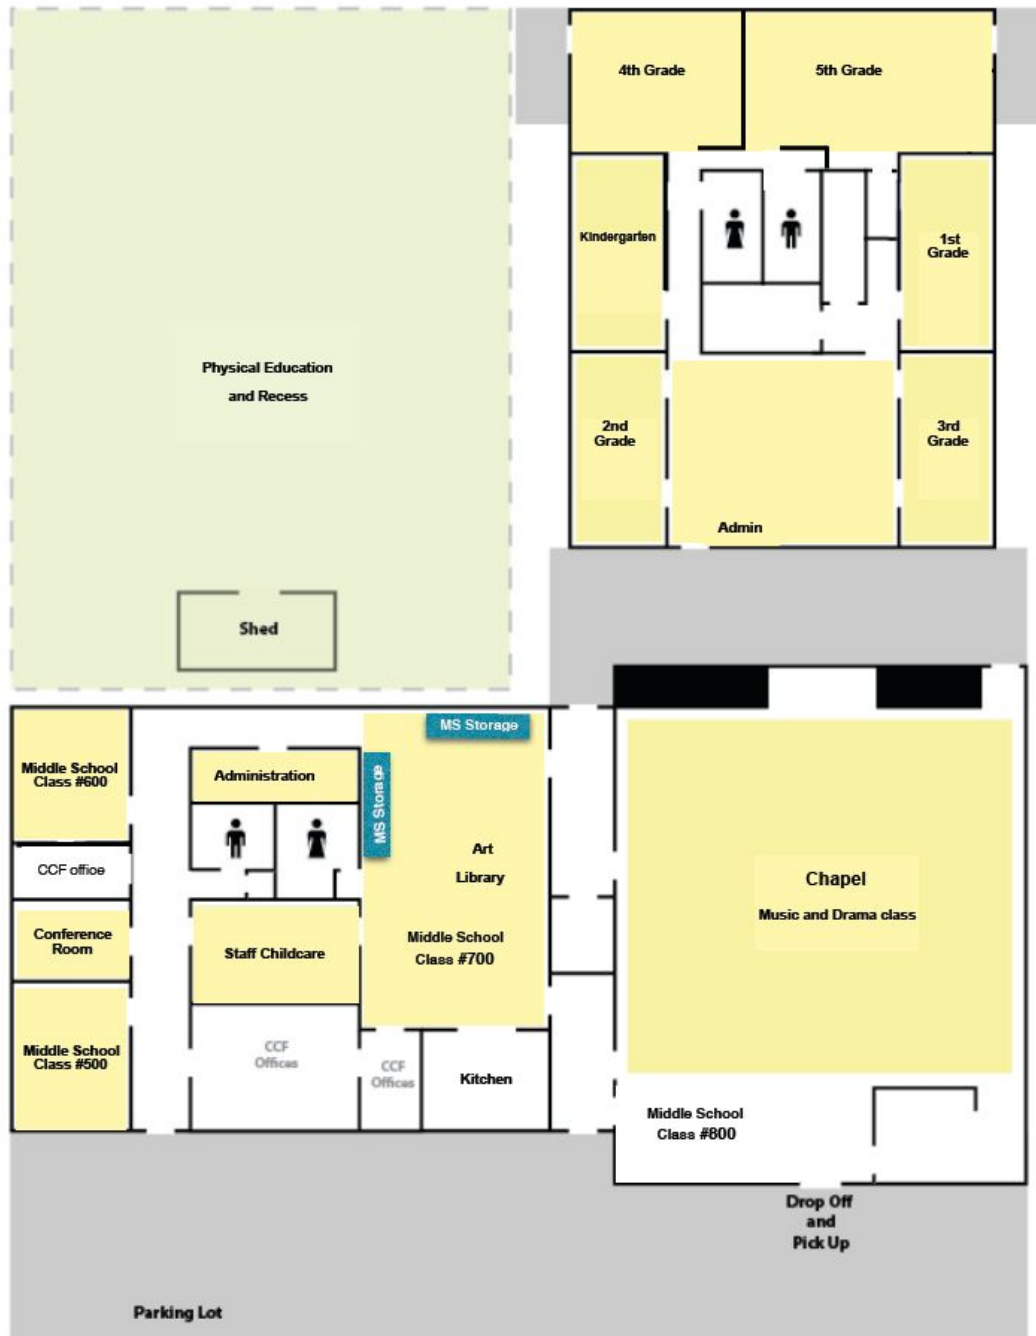 4th Grade
5th Grade
Kindergarten
1st
Grade
Physical Education
and Recess
2nd
Grade
3rd
Grade
Admin
Shed
MS Storage
Middle School
Class #600
Administration
MS Storage
CCF office
Art
Library
Chapel
Music and Drama class
Conference
Room
Staff Childcare
Middle School
Class #700
Middle School
Class #500
CCF
Offices
CCF
Offices
Kitchen
Middle School
Class #800
Drop Off
and
Pick Up
Parking Lot